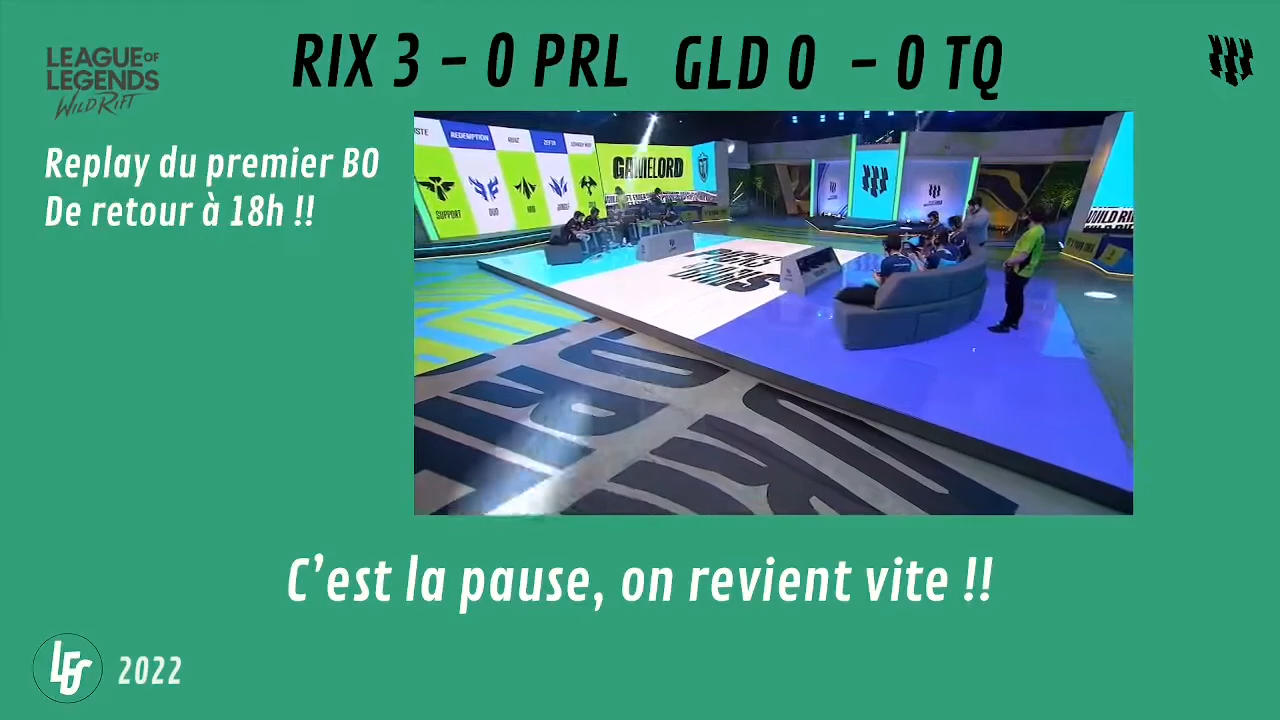 RIX 3 - 0 PRL GLD 0 - 0 TQ
LEAGUE OF
LEGENDS
WILD RIFT
Replay du premier BO
De retour à 18h !!
REDEMPTION
GAMELORD
SUPPORT
DUO
MID
JUNGLE
C'est la pause, on revient vite !!
2022